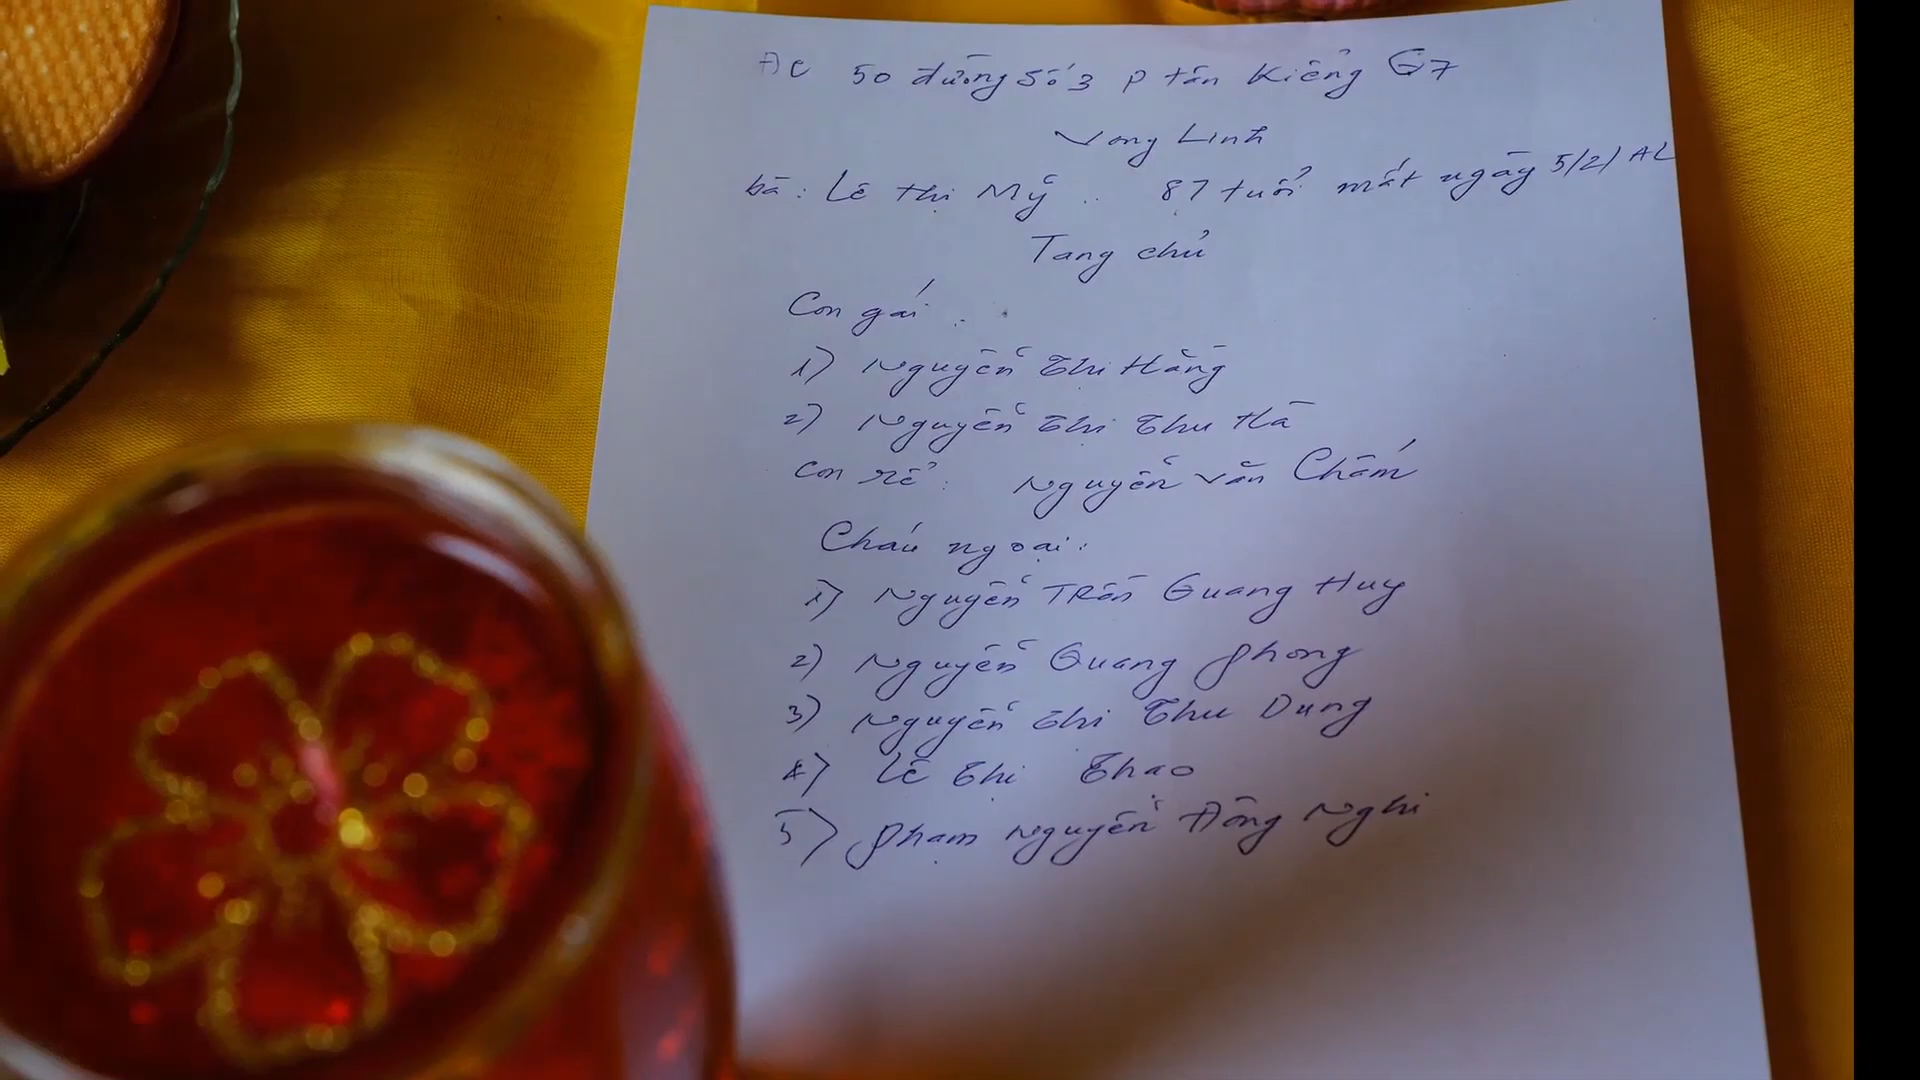 ĐC 50 đường Số 3 P tân Kiểng Q7
Vong Linh
bà: Lê thị Mỹ .. 87 tuổi mất ngày 5/2/AL
Tang chủ
Con gái :
1) Nguyễn Thị Hằng
2) Nguyễn Thị Thu Hà
con rể : Nguyễn văn Chấm
Cháu ngoại :
1) Nguyễn TRần Quang Huy
2) Nguyễn Quang phong
3) Nguyễn Thị Thu Dung
4) Lê Thị Thao
5) phạm Nguyễn Đông Nghi